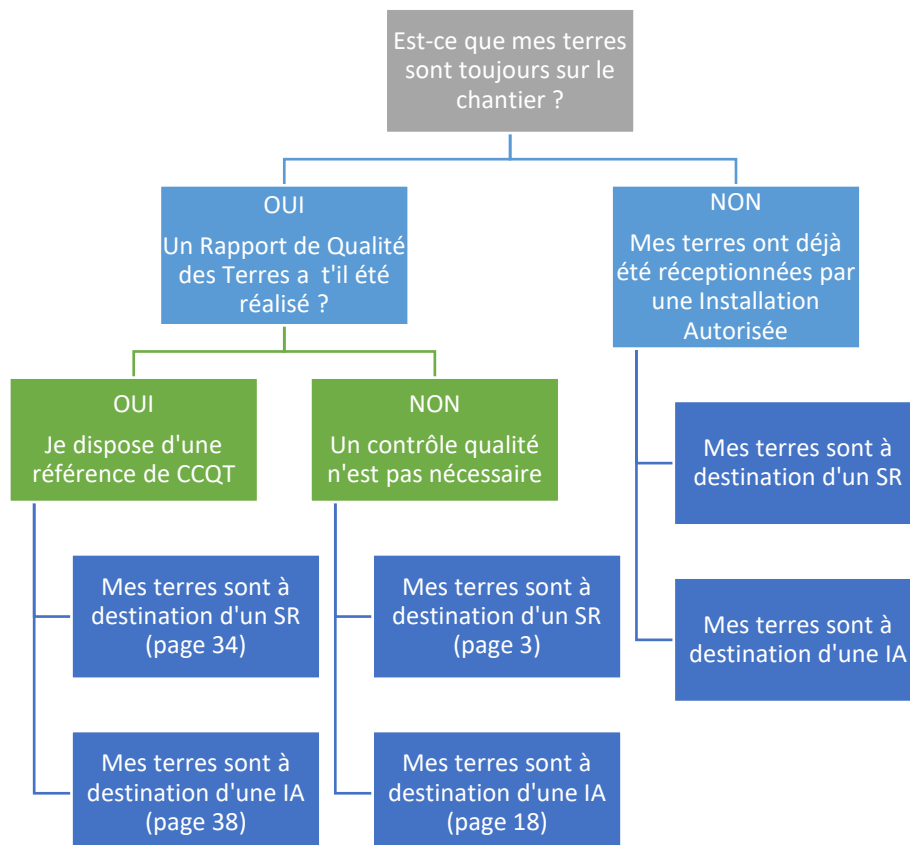 Est-ce que mes terres
sont toujours sur le
chantier ?
OUI
Un Rapport de Qualité
des Terres a  t'il été
réalisé ?
NON
Mes terres ont déjà
été réceptionnées par
une Installation
Autorisée
OUI
Je dispose d'une
référence de CCQT
NON
Un contrôle qualité
n'est pas nécessaire
Mes terres sont à
destination d'un SR
(page 34)
Mes terres sont à
destination d'une IA
(page 38)
Mes terres sont à
destination d'un SR
(page 3)
Mes terres sont à
destination d'une IA
(page 18)
Mes terres sont à
destination d'un SR
Mes terres sont à
destination d'une IA